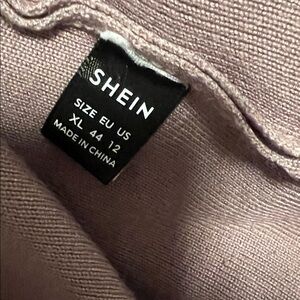 SHEIN
SIZE EU US
XL 44 12
MADE IN CHINA